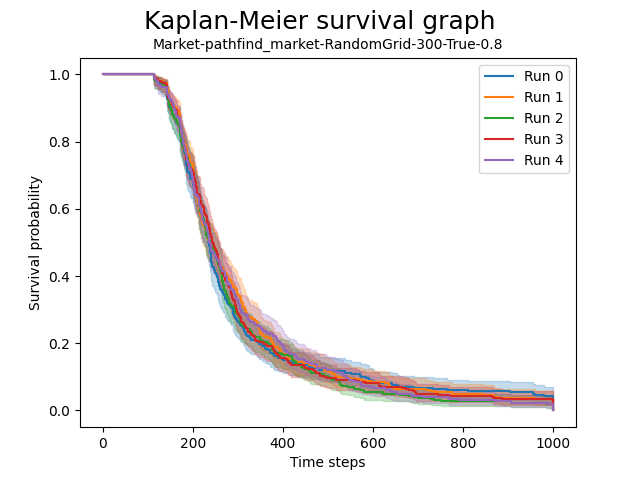 Kaplan-Meier survival graph
Market-pathfind_market-RandomGrid-300-True-0.8
Survival probability
1.0
0.8
0.6
0.4
0.2
0.0
Run 0
Run 1
Run 2
Run 3
Run 4
0 200 400 600 800 1000
Time steps